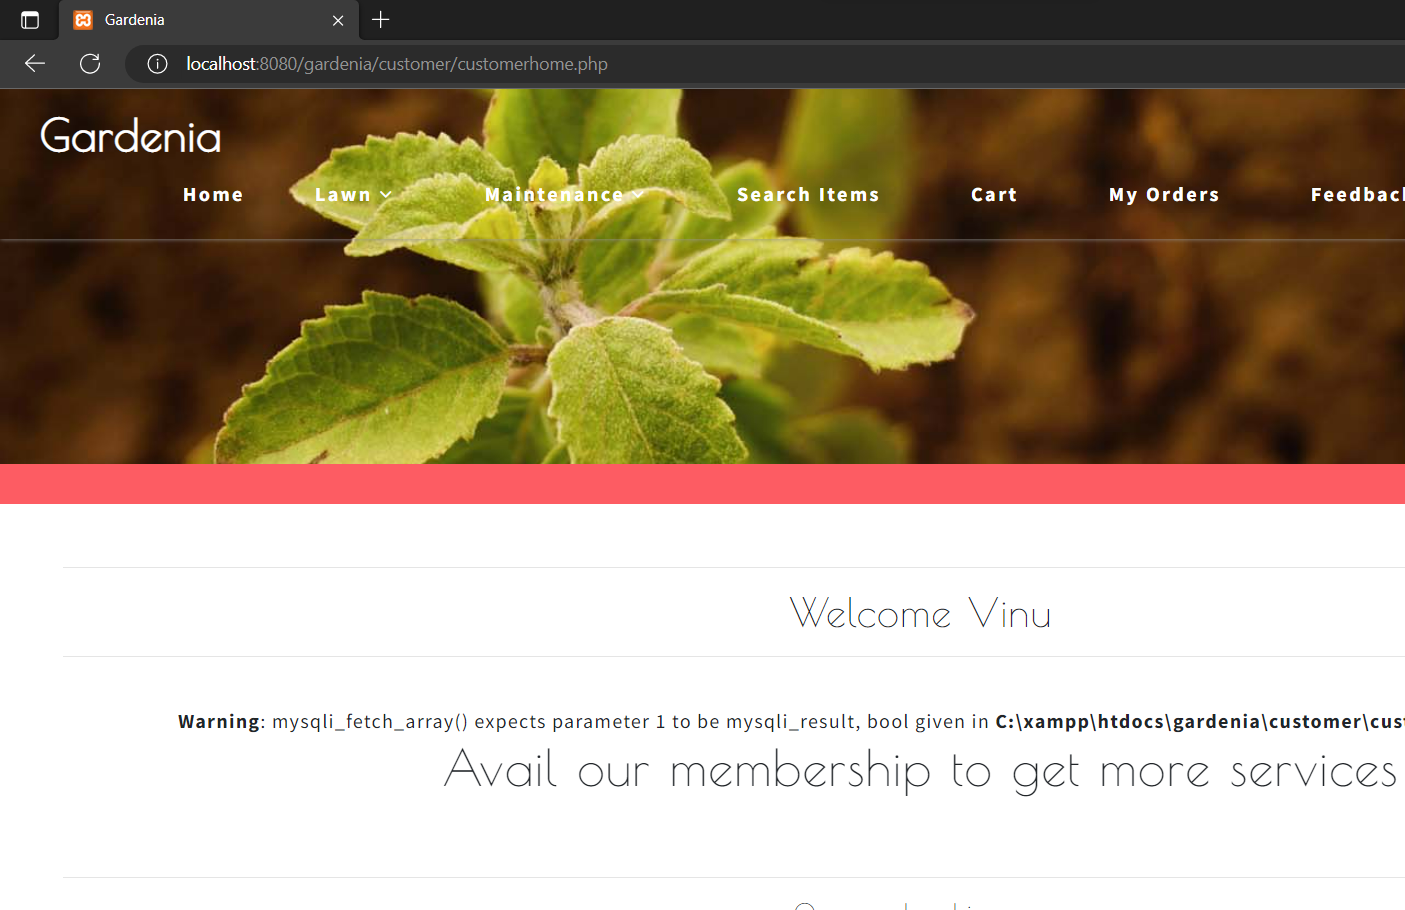 Gardenia
localhost:8080/gardenia/customer/customerhome.php
Gardenia
Home Lawn Maintenance Search Items Cart My Orders Feedbac
Welcome Vinu
Warning: mysqli_fetch_array() expects parameter 1 to be mysqli_result, bool given in C:\xampp\htdocs\gardenia\customer\cus
Avail our membership to get more services